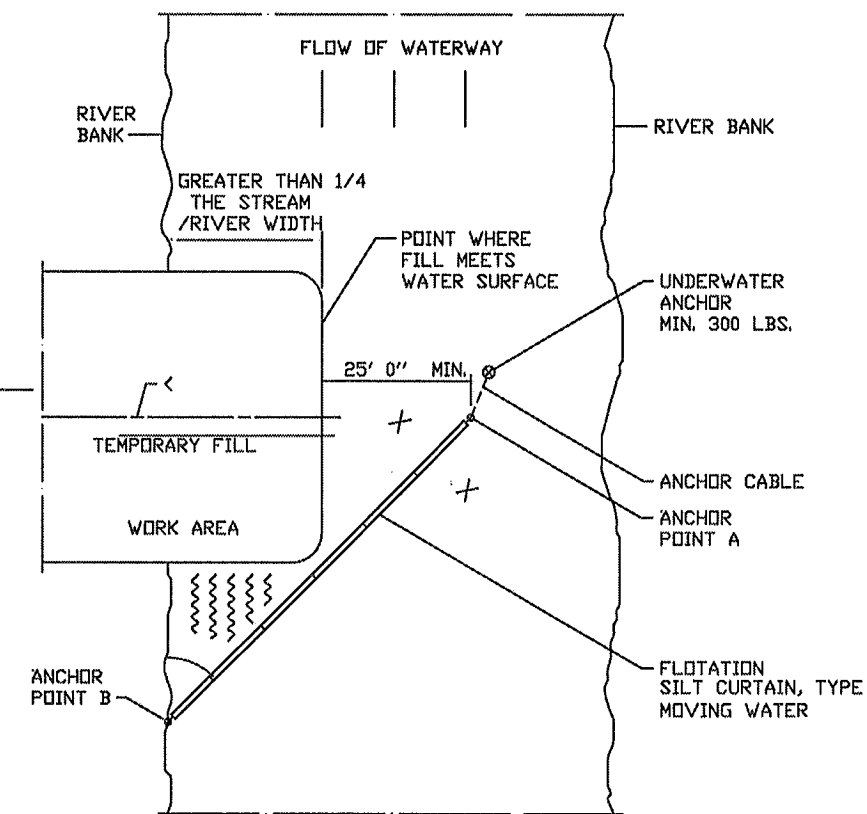 FLOW OF WATERWAY
RIVER
BANK
RIVER BANK
GREATER THAN 1/4
THE STREAM
/RIVER WIDTH
POINT WHERE
FILL MEETS
WATER SURFACE
UNDERWATER
ANCHOR
MIN. 300 LBS.
25' 0" MIN.
TEMPORARY FILL
WORK AREA
ANCHOR CABLE
ANCHOR
POINT A
ANCHOR
POINT B
FLOTATION
SILT CURTAIN, TYPE
MOVING WATER